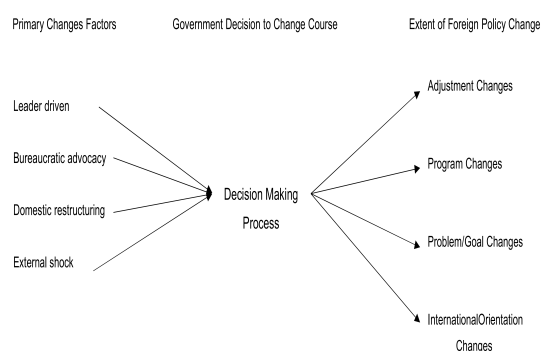 Primary Changes Factors
Government Decision to Change Course
Extent of Foreign Policy Change
Leader driven
Bureaucratic advocacy
Domestic restructuring
External shock
Decision Making
Process
Adjustment Changes
Program Changes
Problem/Goal Changes
InternationalOrientation
Changes